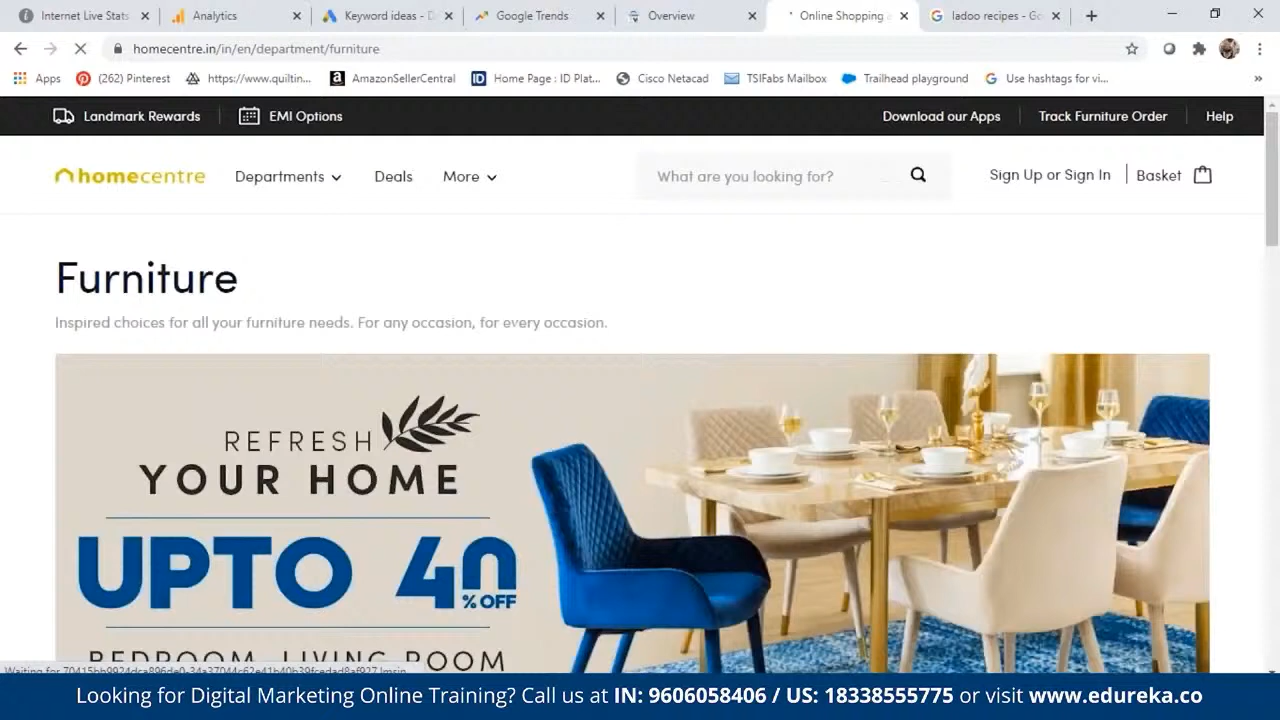 Internet Live Stats
Analytics
Keyword ideas - D
Google Trends
Overview
Online Shopping
ladoo recipes - Go
homecentre.in/in/en/department/furniture
Apps
(262) Pinterest
https://www.quiltin...
AmazonSellerCentral
Home Page : ID Plat...
Cisco Netacad
TSIFabs Mailbox
Trailhead playground
Use hashtags for vi...
Landmark Rewards
EMI Options
Download our Apps
Track Furniture Order
Help
homecentre
Departments
Deals
More
What are you looking for?
Sign Up or Sign In
Basket
Furniture
Inspired choices for all your furniture needs. For any occasion, for every occasion.
REFRESH
YOUR HOME
UPTO 40
% OFF
BEDROOM, LIVING ROOM
Looking for Digital Marketing Online Training? Call us at IN: 9606058406 / US: 18338555775 or visit www.edureka.co